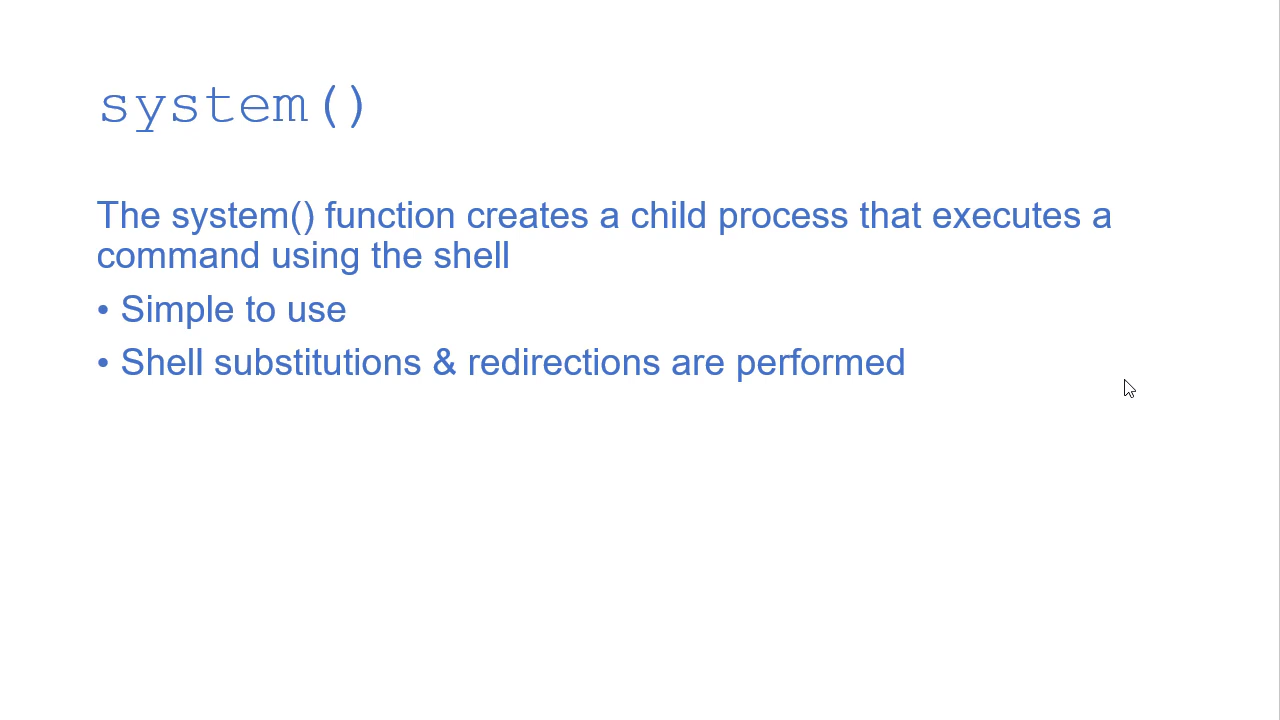 system()
The system() function creates a child process that executes a
command using the shell
• Simple to use
• Shell substitutions & redirections are performed